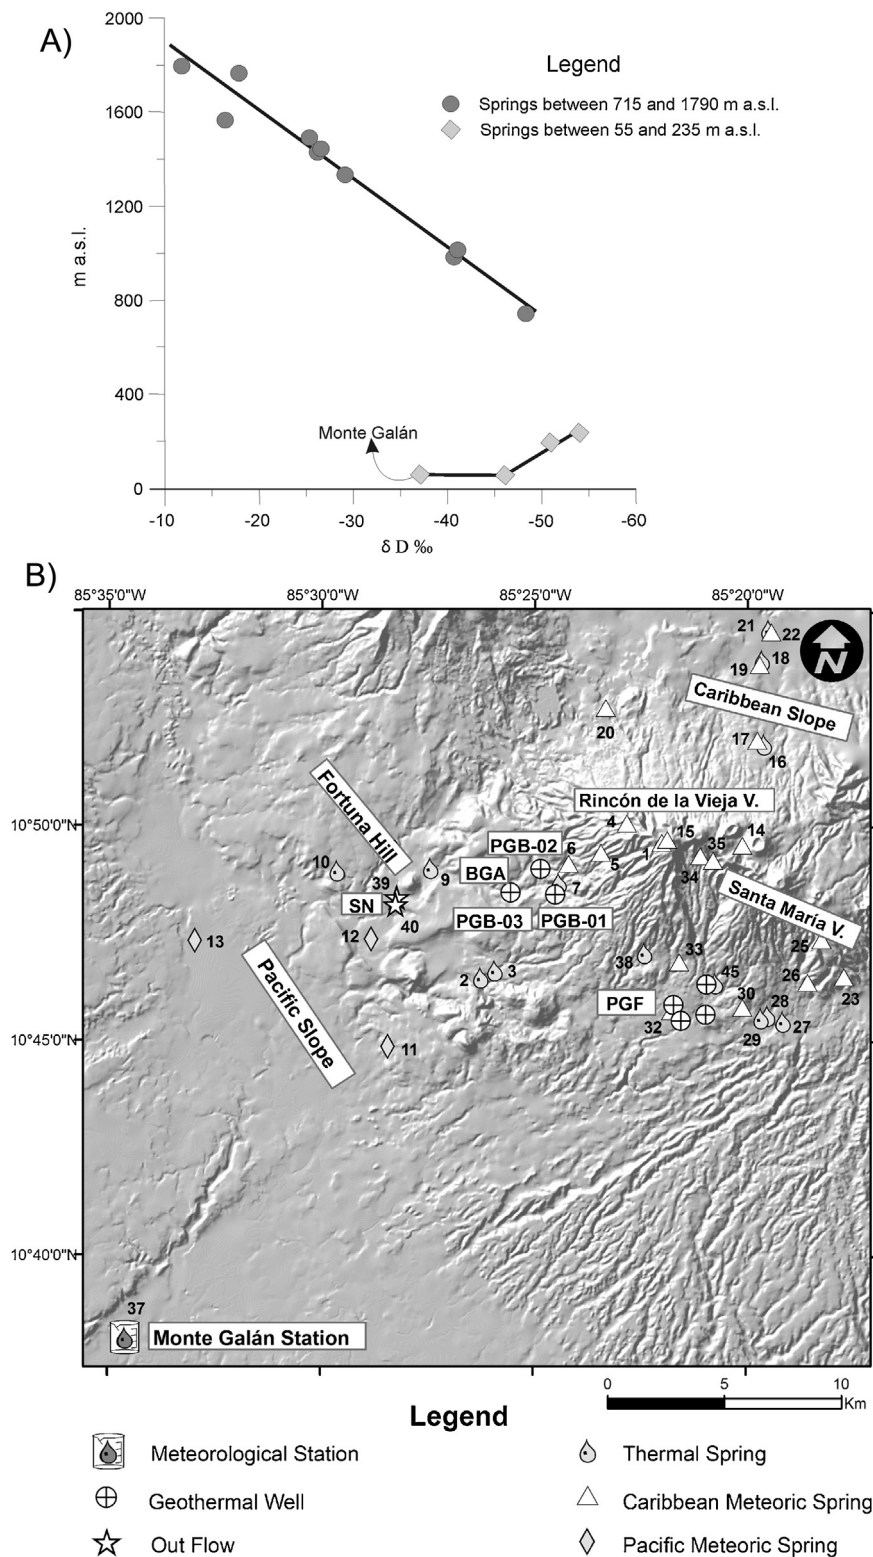 A)
2000
1600
1200
800
400
0
m a.s.l.
Legend
Springs between 715 and 1790 m a.s.l.
Springs between 55 and 235 m a.s.l.
Monte Galán
-10 -20 -30 -40 -50 -60
δ D ‰
B)
85°35'0"W 85°30'0"W 85°25'0"W 85°20'0"W
21 22
N
18
19
Caribbean Slope
20
17
16
Fortuna Hill
Rincón de la Vieja V.
10°50'0"N
4
15
35
14
PGB-02
6
5
1
34
10
BGA
39
9
7
SN
40
PGB-03
PGB-01
Santa María V.
13
12
25
33
38
Pacific Slope
2
3
45
26
23
PGF
30
28
32
29
27
10°45'0"N
11
10°40'0"N
37
Monte Galán Station
0 5 10
Km
Legend
Meteorological Station
Thermal Spring
Geothermal Well
Caribbean Meteoric Spring
Out Flow
Pacific Meteoric Spring